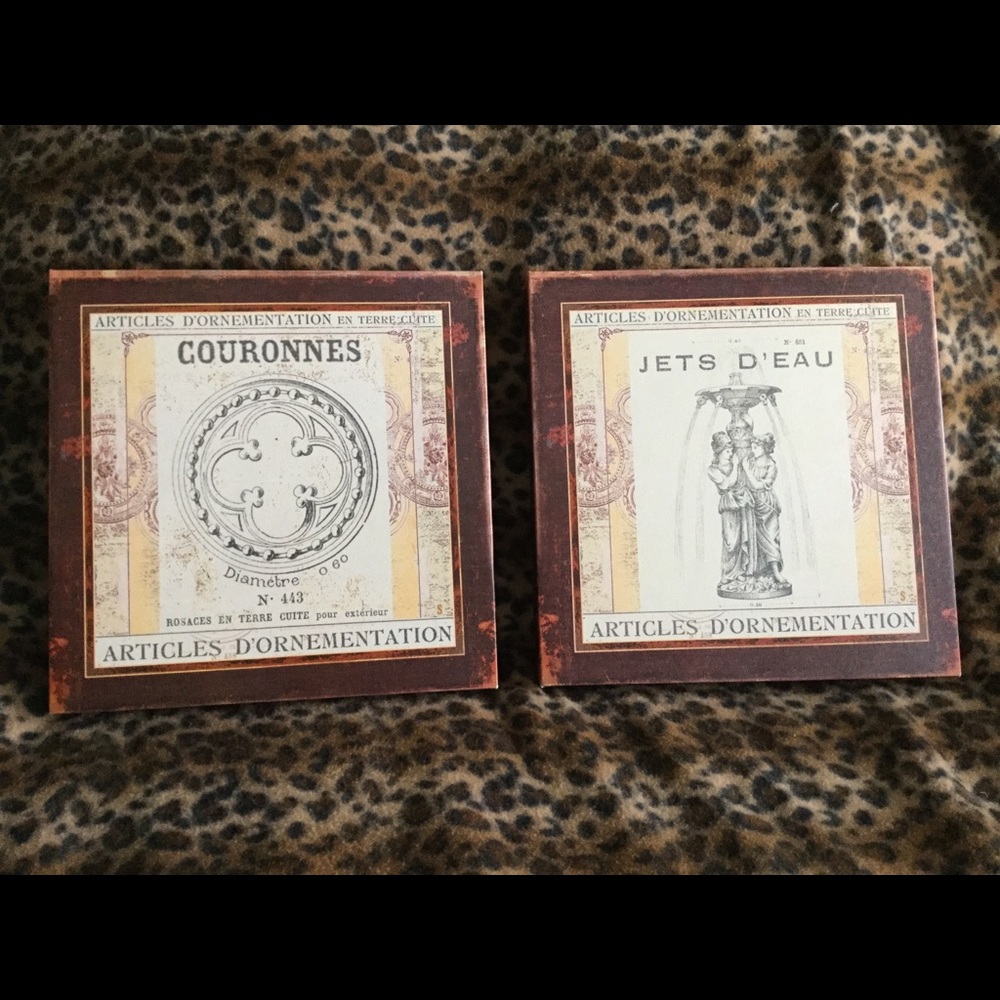 ARTICLES D'ORNEMENTATION EN TERRE CUITE
COURONNES
Diamétre 0 60
N· 443
ROSACES EN TERRE CUITE pour extérieur
ARTICLES D'ORNEMENTATION
ARTICLES D'ORNEMENTATION EN TERRE CUITE
JETS D'EAU
ARTICLES D'ORNEMENTATION